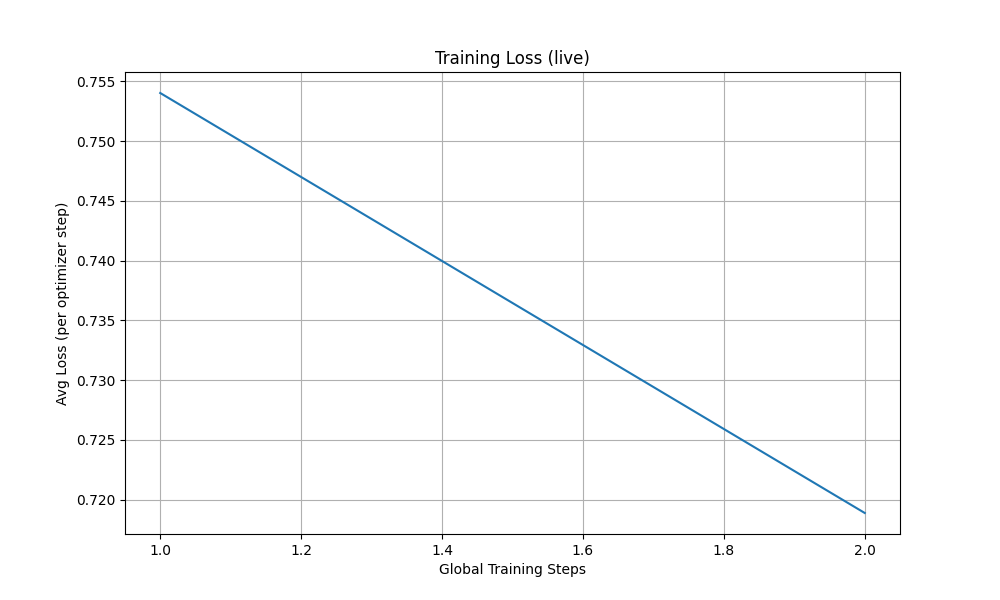 Training Loss (live)
Avg Loss (per optimizer step)
0.755
0.750
0.745
0.740
0.735
0.730
0.725
0.720
1.0 1.2 1.4 1.6 1.8 2.0
Global Training Steps